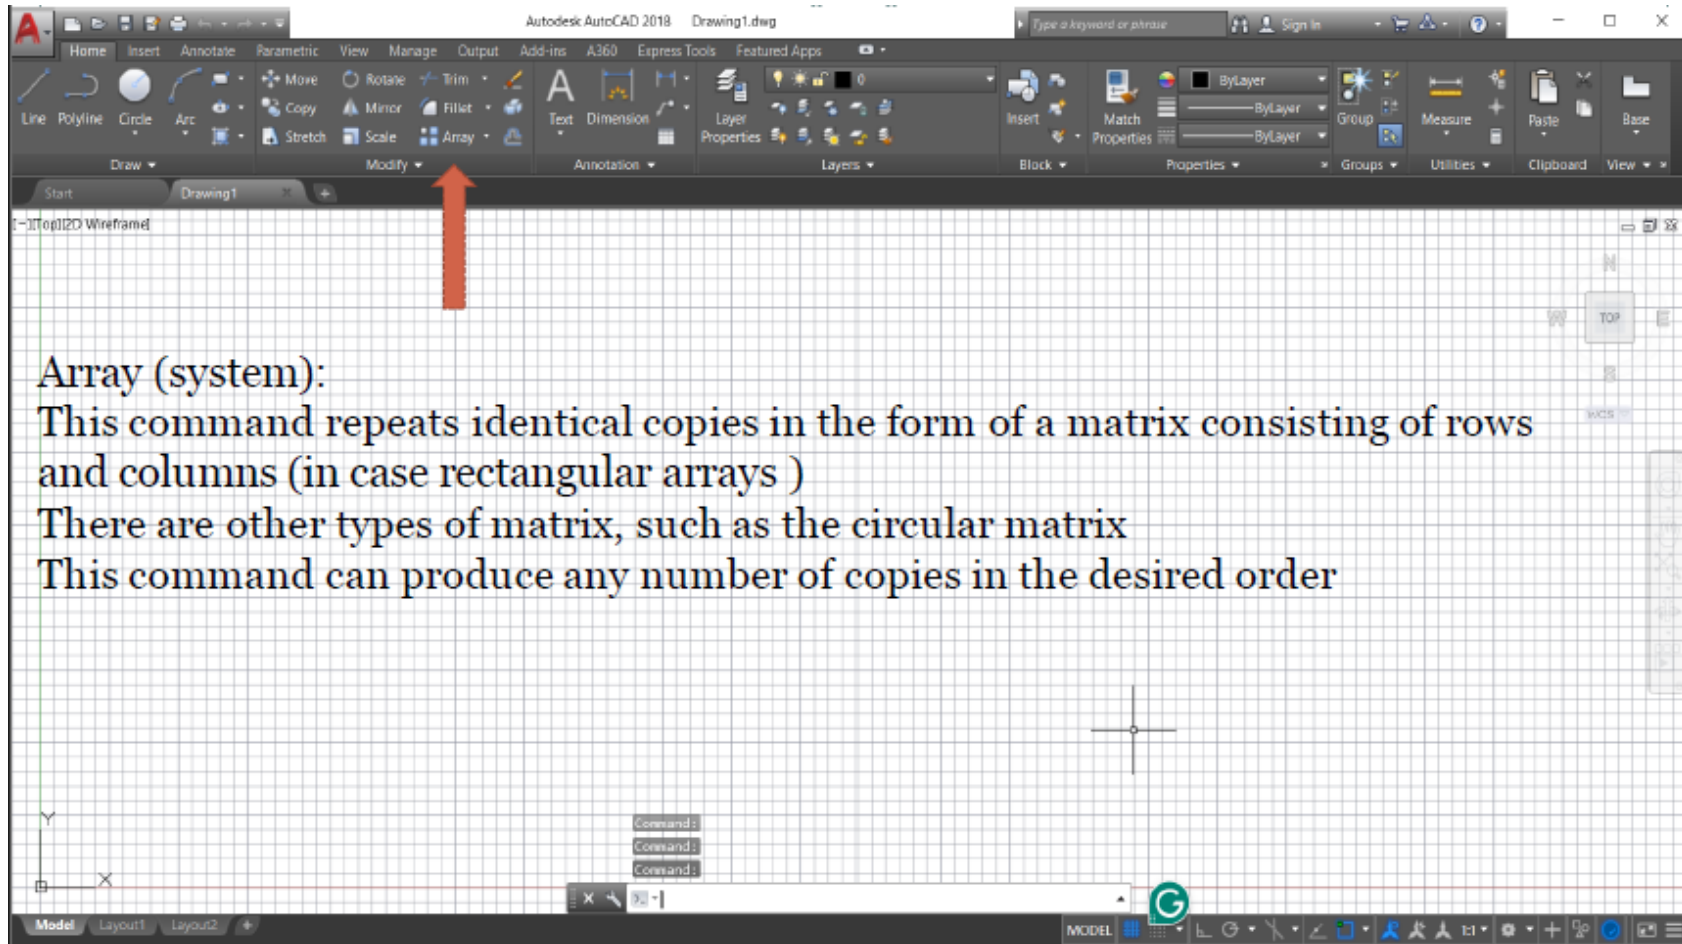 Autodesk AutoCAD 2018 Drawing1.dwg
Type a keyword or phrase
Sign In
Home Insert Annotate Parametric View Manage Output Add-ins A360 Express Tools Featured Apps
Move Rotate Trim 0 ByLayer
Copy Mirror Fillet ByLayer
Line Polyline Circle Arc Text Dimension Layer Insert Match Group Measure Paste Base
Stretch Scale Array Properties Properties ByLayer
Draw Modify Annotation Layers Block Properties Groups Utilities Clipboard View
Start Drawing1 +
[-][Top][2D Wireframe]
N
W TOP E
S
WCS
Array (system):
This command repeats identical copies in the form of a matrix consisting of rows
and columns (in case rectangular arrays )
There are other types of matrix, such as the circular matrix
This command can produce any number of copies in the desired order
Y
X
Command:
Command:
Command:
Model Layout1 Layout2 +
MODEL 1:1